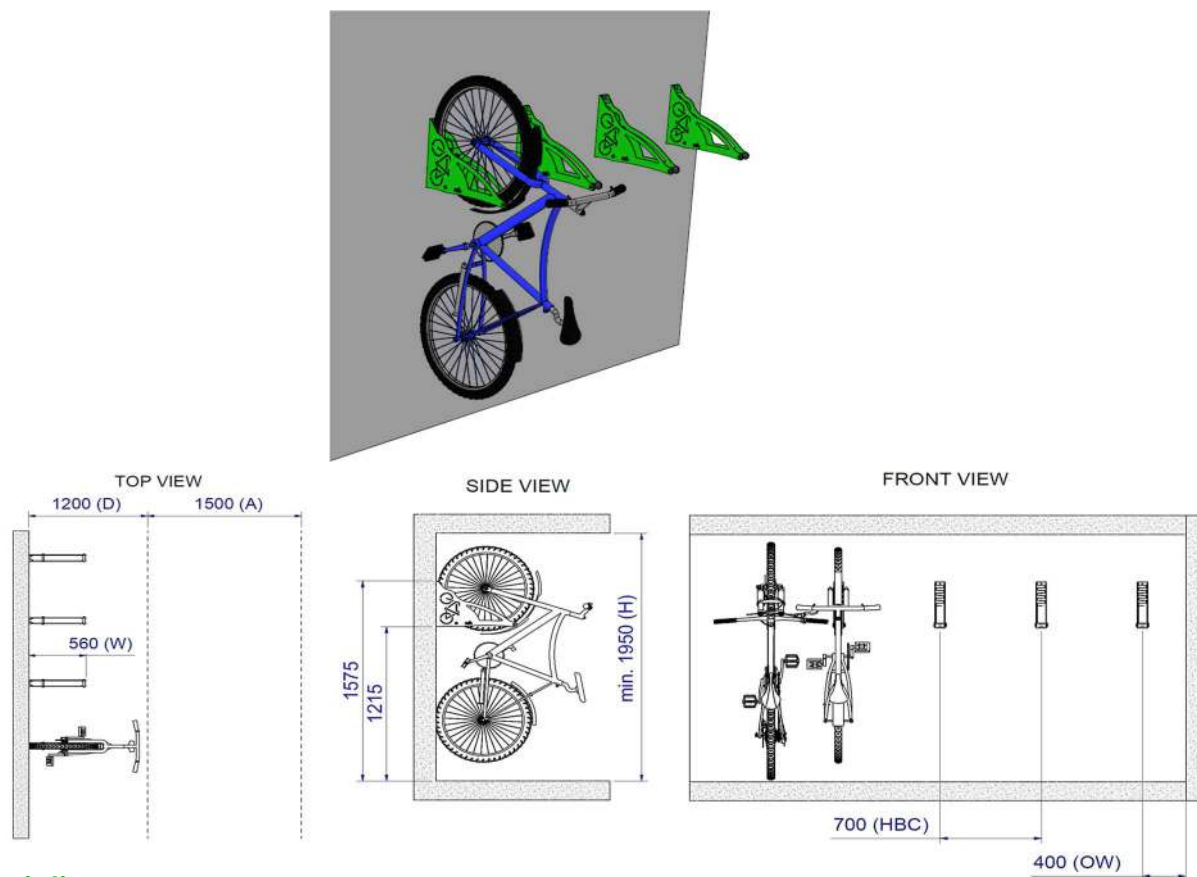 TOP VIEW
1200 (D)
1500 (A)
560 (W)
SIDE VIEW
1575
1215
min. 1950 (H)
FRONT VIEW
700 (HBC)
400 (OW)